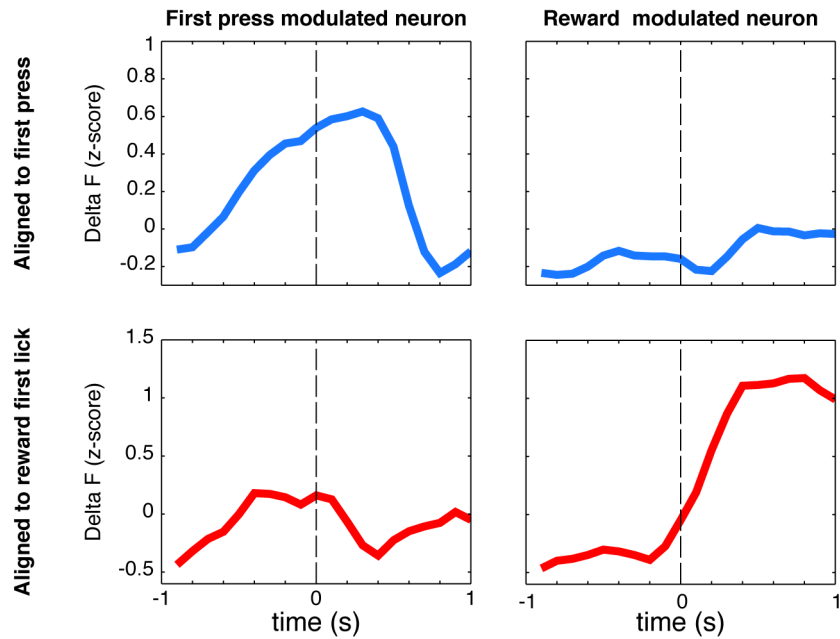 First press modulated neuron
Reward modulated neuron
Aligned to first press
Delta F (z-score)
1
0.8
0.6
0.4
0.2
0
-0.2
Aligned to reward first lick
Delta F (z-score)
1.5
1
0.5
0
-0.5
-1
0
1
-1
0
1
time (s)
time (s)